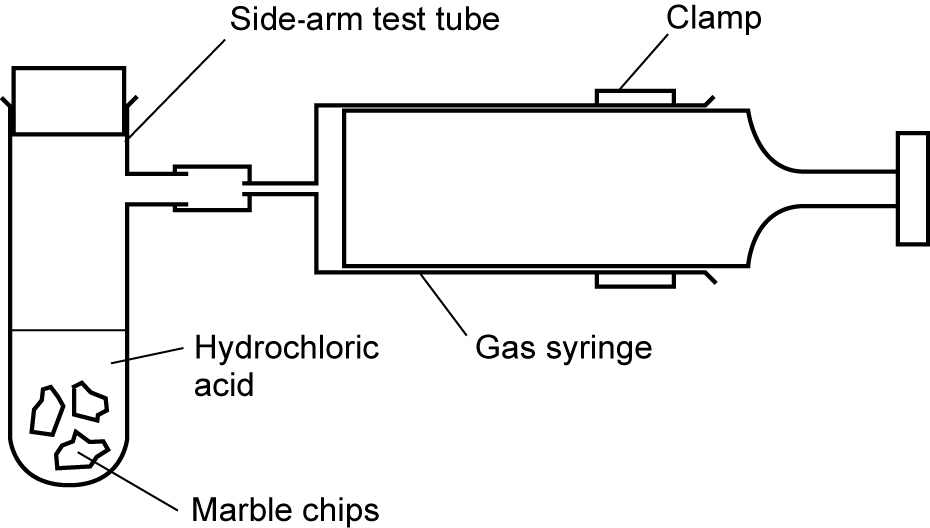 Side-arm test tube
Clamp
Hydrochloric
acid
Gas syringe
Marble chips